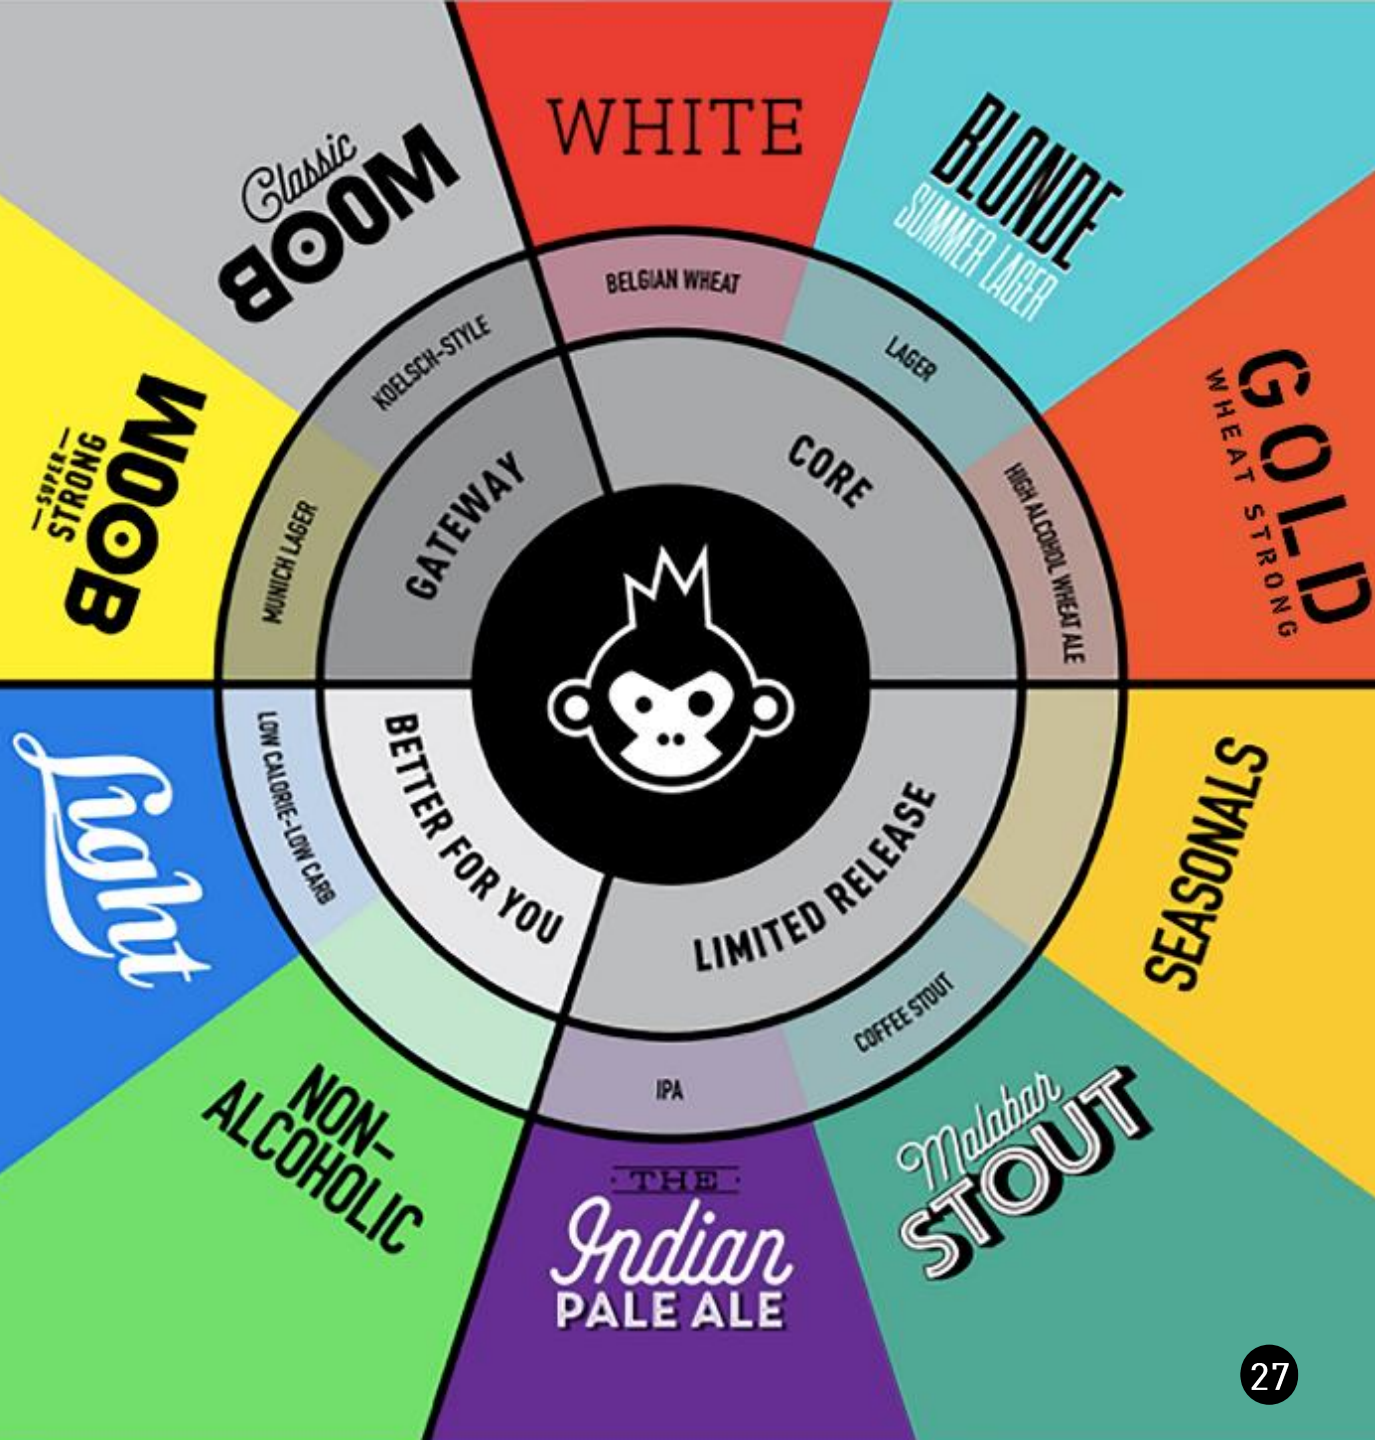 WHITE
BELGIAN WHEAT
BLONDE
SUMMER LAGER
LAGER
GOLD
WHEAT STRONG
HIGH ALCOHOL WHEAT ALE
CORE
SEASONALS
Malabar
STOUT
COFFEE STOUT
THE
Indian
PALE ALE
IPA
LIMITED RELEASE
NON-
ALCOHOLIC
Light
LOW CALORIE-LOW CARB
BETTER FOR YOU
SUPER
STRONG
BOOM
MUNICH LAGER
Classic
BOOM
KOELSCH-STYLE
GATEWAY
27